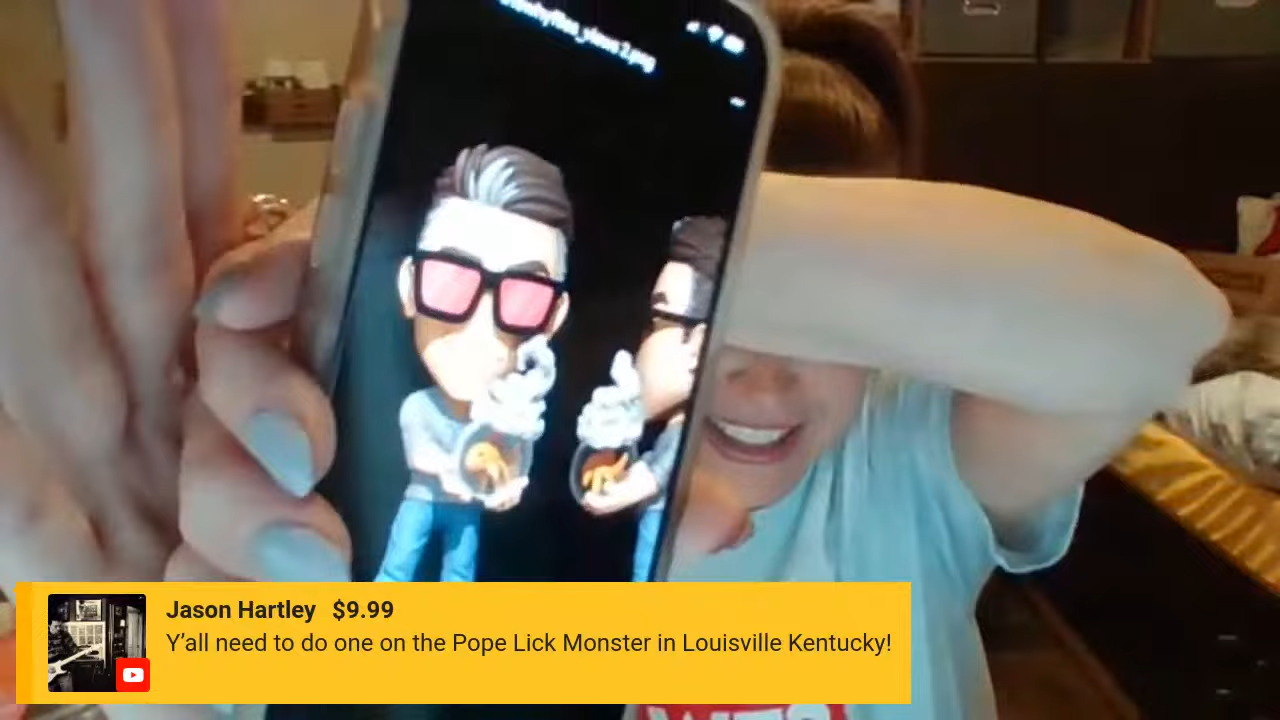 Jason Hartley $9.99
Y'all need to do one on the Pope Lick Monster in Louisville Kentucky!